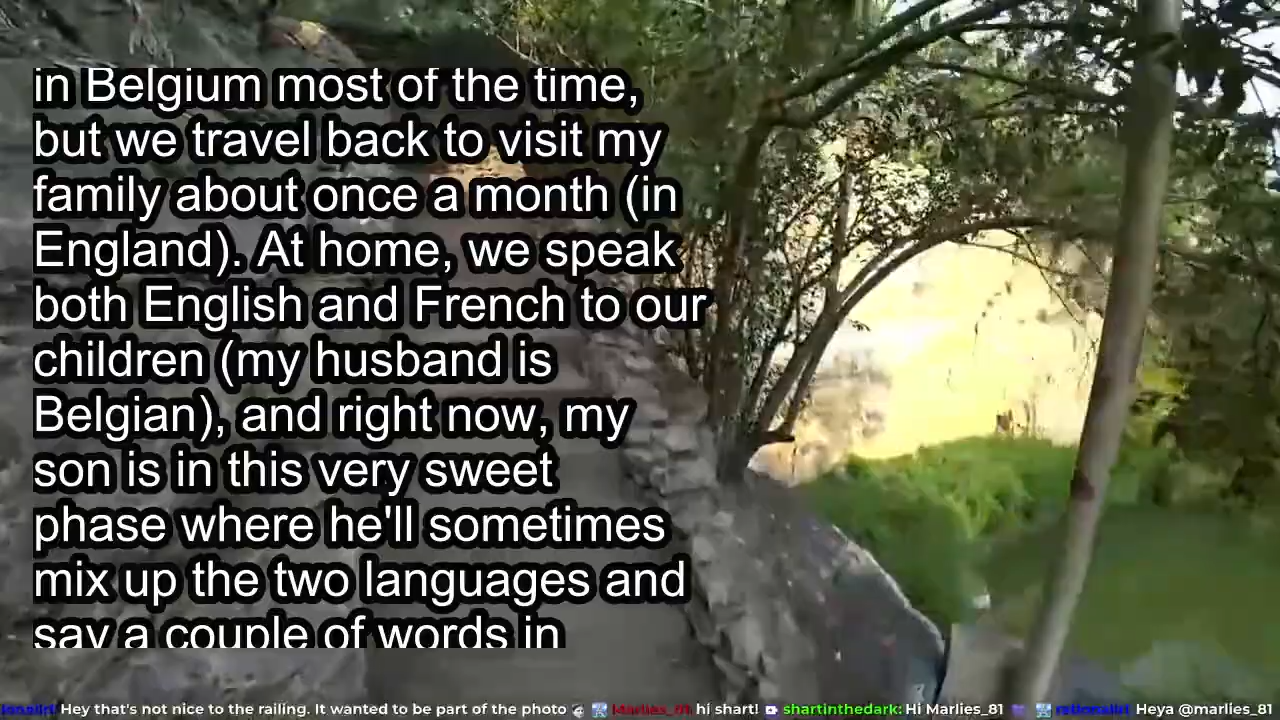 in Belgium most of the time,
but we travel back to visit my
family about once a month (in
England). At home, we speak
both English and French to our
children (my husband is
Belgian), and right now, my
son is in this very sweet
phase where he'll sometimes
mix up the two languages and
say a couple of words in
Hey that's not nice to the railing. It wanted to be part of the photo Marlies_81 hi shart! shartinthedark: Hi Marlies_81 Heya @marlies_81